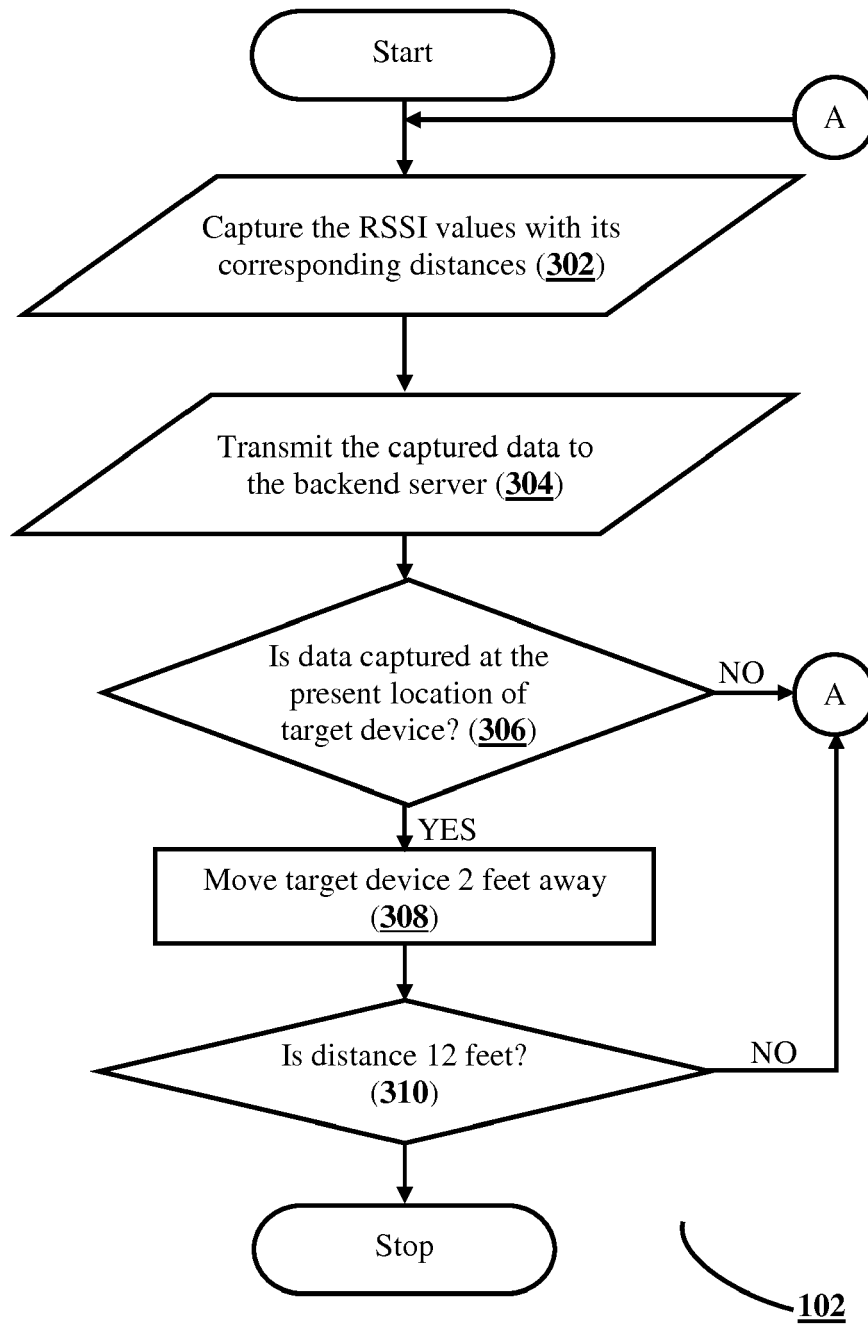 Start
A
Capture the RSSI values with its
corresponding distances (302)
Transmit the captured data to
the backend server (304)
Is data captured at the
present location of
target device? (306)
NO
A
YES
Move target device 2 feet away
(308)
Is distance 12 feet?
(310)
NO
Stop
102